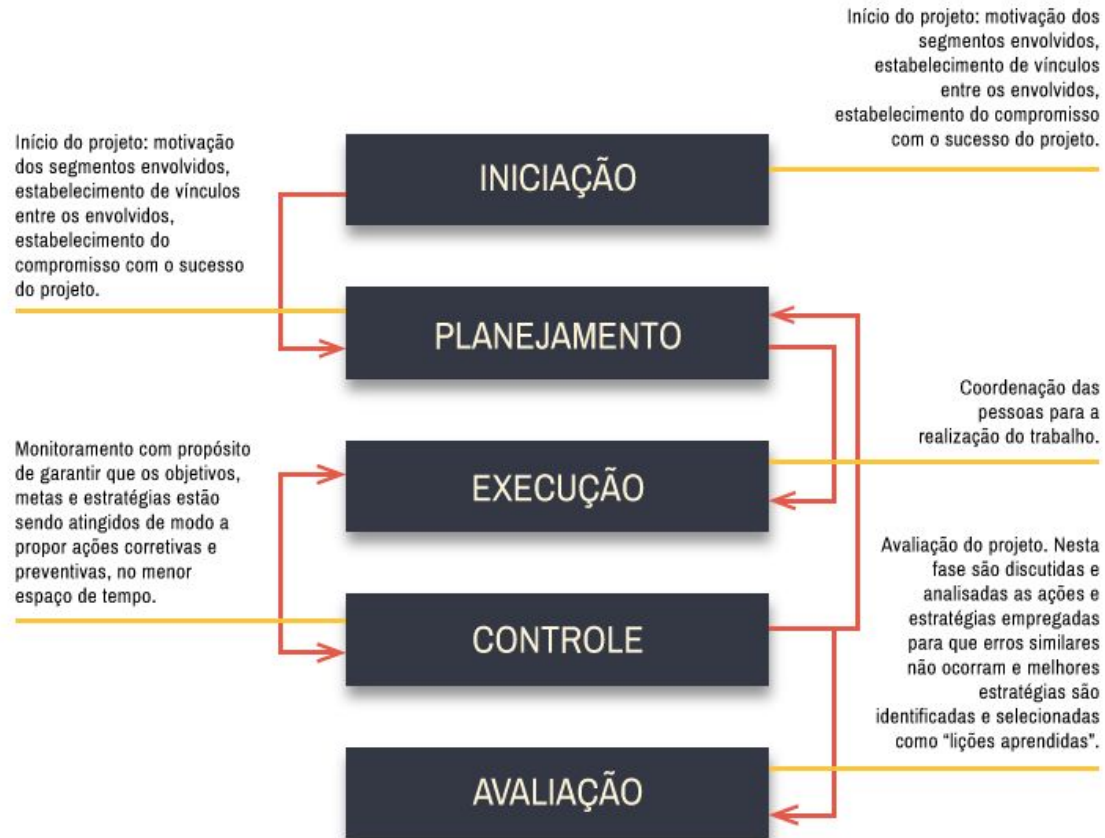 Início do projeto: motivação dos
segmentos envolvidos,
estabelecimento de vínculos
entre os envolvidos,
estabelecimento do compromisso
com o sucesso do projeto.
INICIAÇÃO
Início do projeto: motivação
dos segmentos envolvidos,
estabelecimento de vínculos
entre os envolvidos,
estabelecimento do
compromisso com o sucesso
do projeto.
PLANEJAMENTO
Coordenação das
pessoas para a
realização do trabalho.
EXECUÇÃO
Monitoramento com propósito
de garantir que os objetivos,
metas e estratégias estão
sendo atingidos de modo a
propor ações corretivas e
preventivas, no menor
espaço de tempo.
CONTROLE
Avaliação do projeto. Nesta
fase são discutidas e
analisadas as ações e
estratégias empregadas
para que erros similares
não ocorram e melhores
estratégias são
identificadas e selecionadas
como “lições aprendidas”.
AVALIAÇÃO